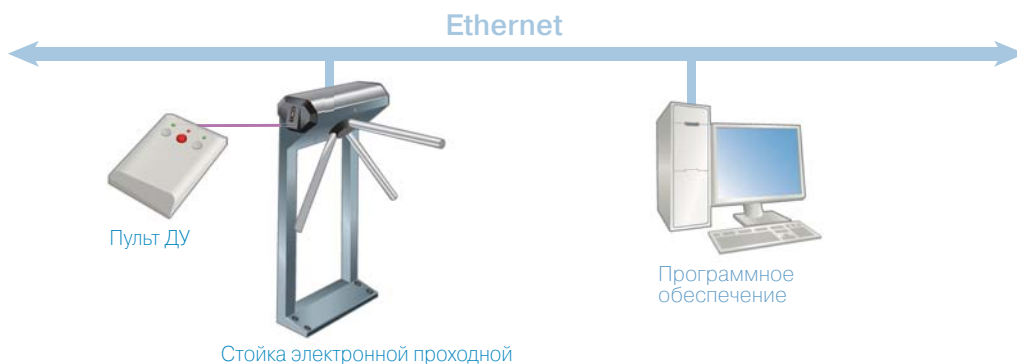 Ethernet
Пульт ДУ
Программное
обеспечение
Стойка электронной проходной